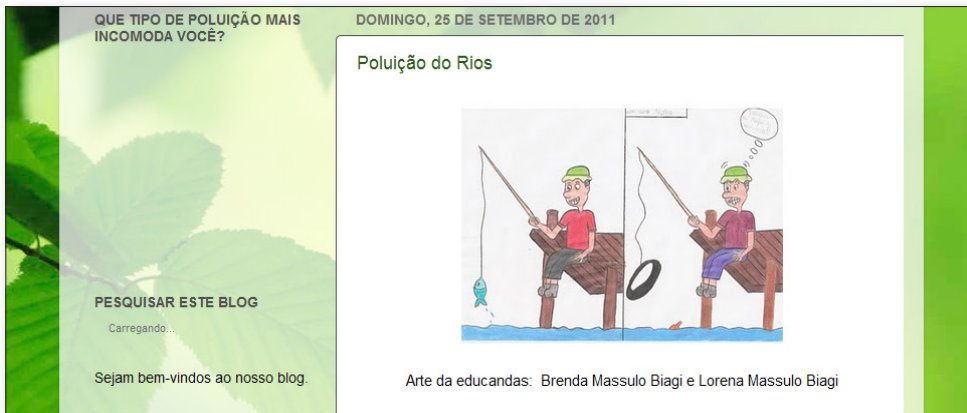 QUE TIPO DE POLUIÇÃO MAIS
INCOMODA VOCÊ?
PESQUISAR ESTE BLOG
Carregando...
Sejam bem-vindos ao nosso blog.
DOMINGO, 25 DE SETEMBRO DE 2011
Poluição do Rios
Arte da educandas: Brenda Massulo Biagi e Lorena Massulo Biagi